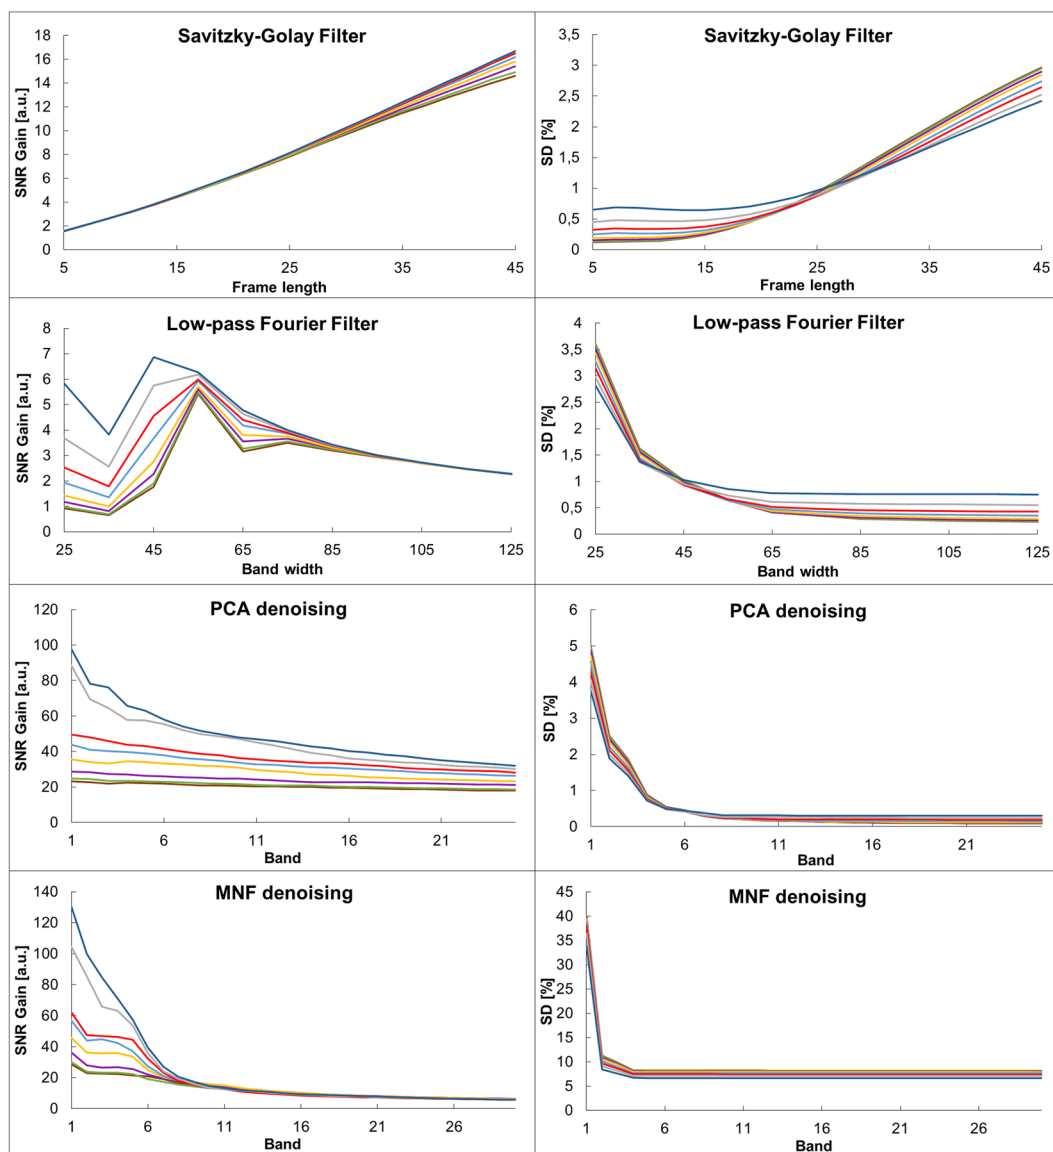 Savitzky-Golay Filter
SNR Gain [a.u.]
18
16
14
12
10
8
6
4
2
0
5 15 25 35 45
Frame length
Savitzky-Golay Filter
SD [%]
3,5
3
2,5
2
1,5
1
0,5
0
5 15 25 35 45
Frame length
Low-pass Fourier Filter
SNR Gain [a.u.]
8
7
6
5
4
3
2
1
0
25 45 65 85 105 125
Band width
Low-pass Fourier Filter
SD [%]
4
3,5
3
2,5
2
1,5
1
0,5
0
25 45 65 85 105 125
Band width
PCA denoising
SNR Gain [a.u.]
120
100
80
60
40
20
0
1 6 11 16 21
Band
PCA denoising
SD [%]
6
5
4
3
2
1
0
1 6 11 16 21
Band
MNF denoising
SNR Gain [a.u.]
140
120
100
80
60
40
20
0
1 6 11 16 21 26
Band
MNF denoising
SD [%]
45
40
35
30
25
20
15
10
5
0
1 6 11 16 21 26
Band